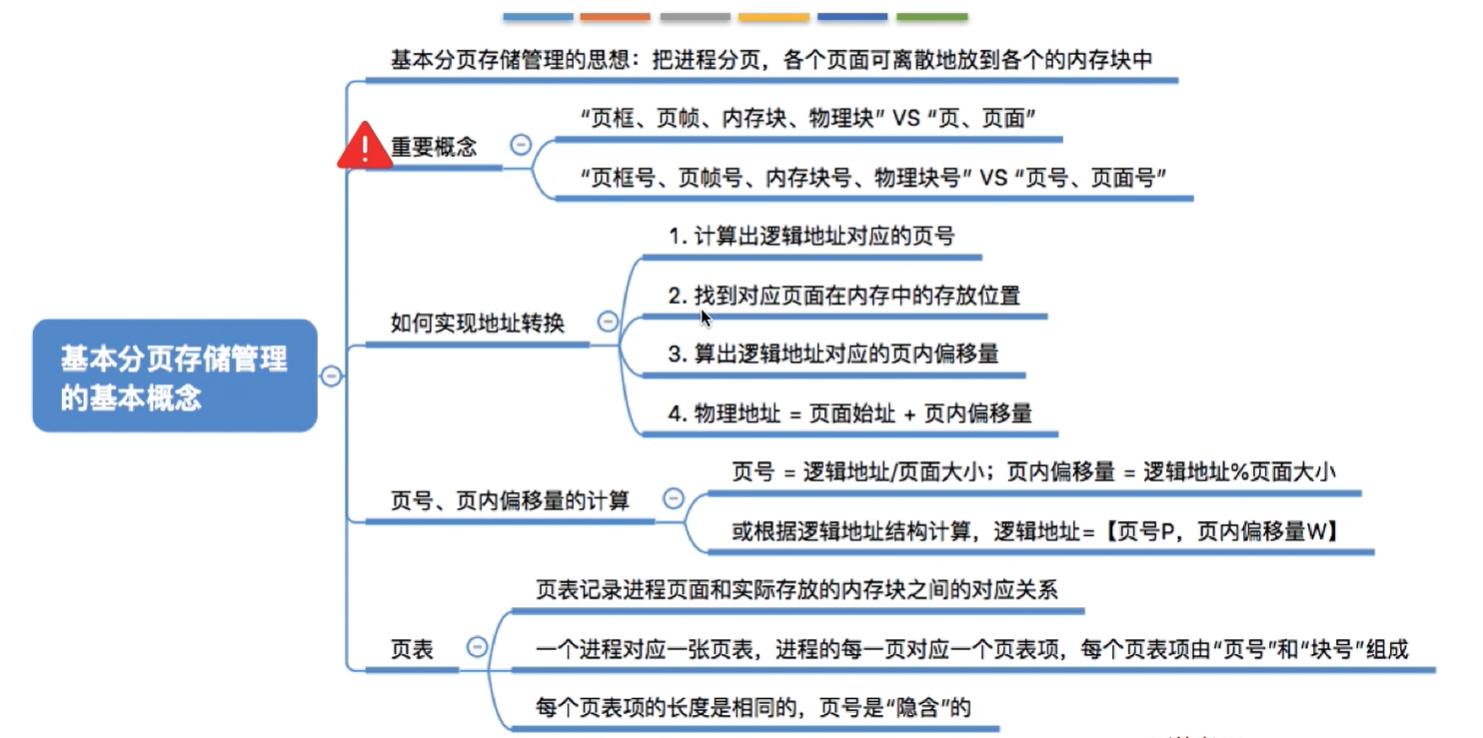 基本分页存储管理的思想：把进程分页，各个页面可离散地放到各个的内存块中
重要概念
“页框、页帧、内存块、物理块” VS “页、页面”
“页框号、页帧号、内存块号、物理块号” VS “页号、页面号”
基本分页存储管理
的基本概念
如何实现地址转换
1. 计算出逻辑地址对应的页号
2. 找到对应页面在内存中的存放位置
3. 算出逻辑地址对应的页内偏移量
4. 物理地址 = 页面始址 + 页内偏移量
页号、页内偏移量的计算
页号 = 逻辑地址/页面大小；页内偏移量 = 逻辑地址%页面大小
或根据逻辑地址结构计算，逻辑地址=【页号P，页内偏移量W】
页表
页表记录进程页面和实际存放的内存块之间的对应关系
一个进程对应一张页表，进程的每一页对应一个页表项，每个页表项由“页号”和“块号”组成
每个页表项的长度是相同的，页号是“隐含”的